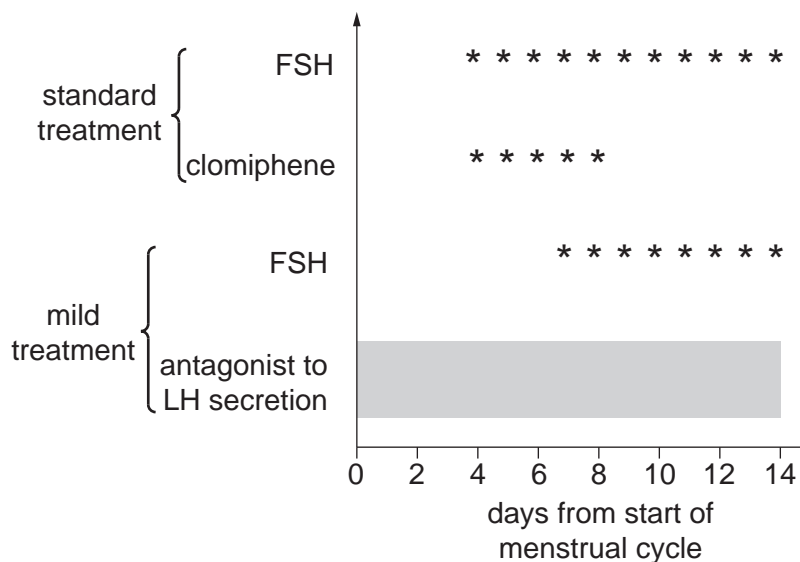 FSH
* * * * * * * * * * *
standard
treatment
clomiphene
* * * * *
FSH
* * * * * * * *
mild
treatment
antagonist to
LH secretion
0 2 4 6 8 10 12 14
days from start of
menstrual cycle